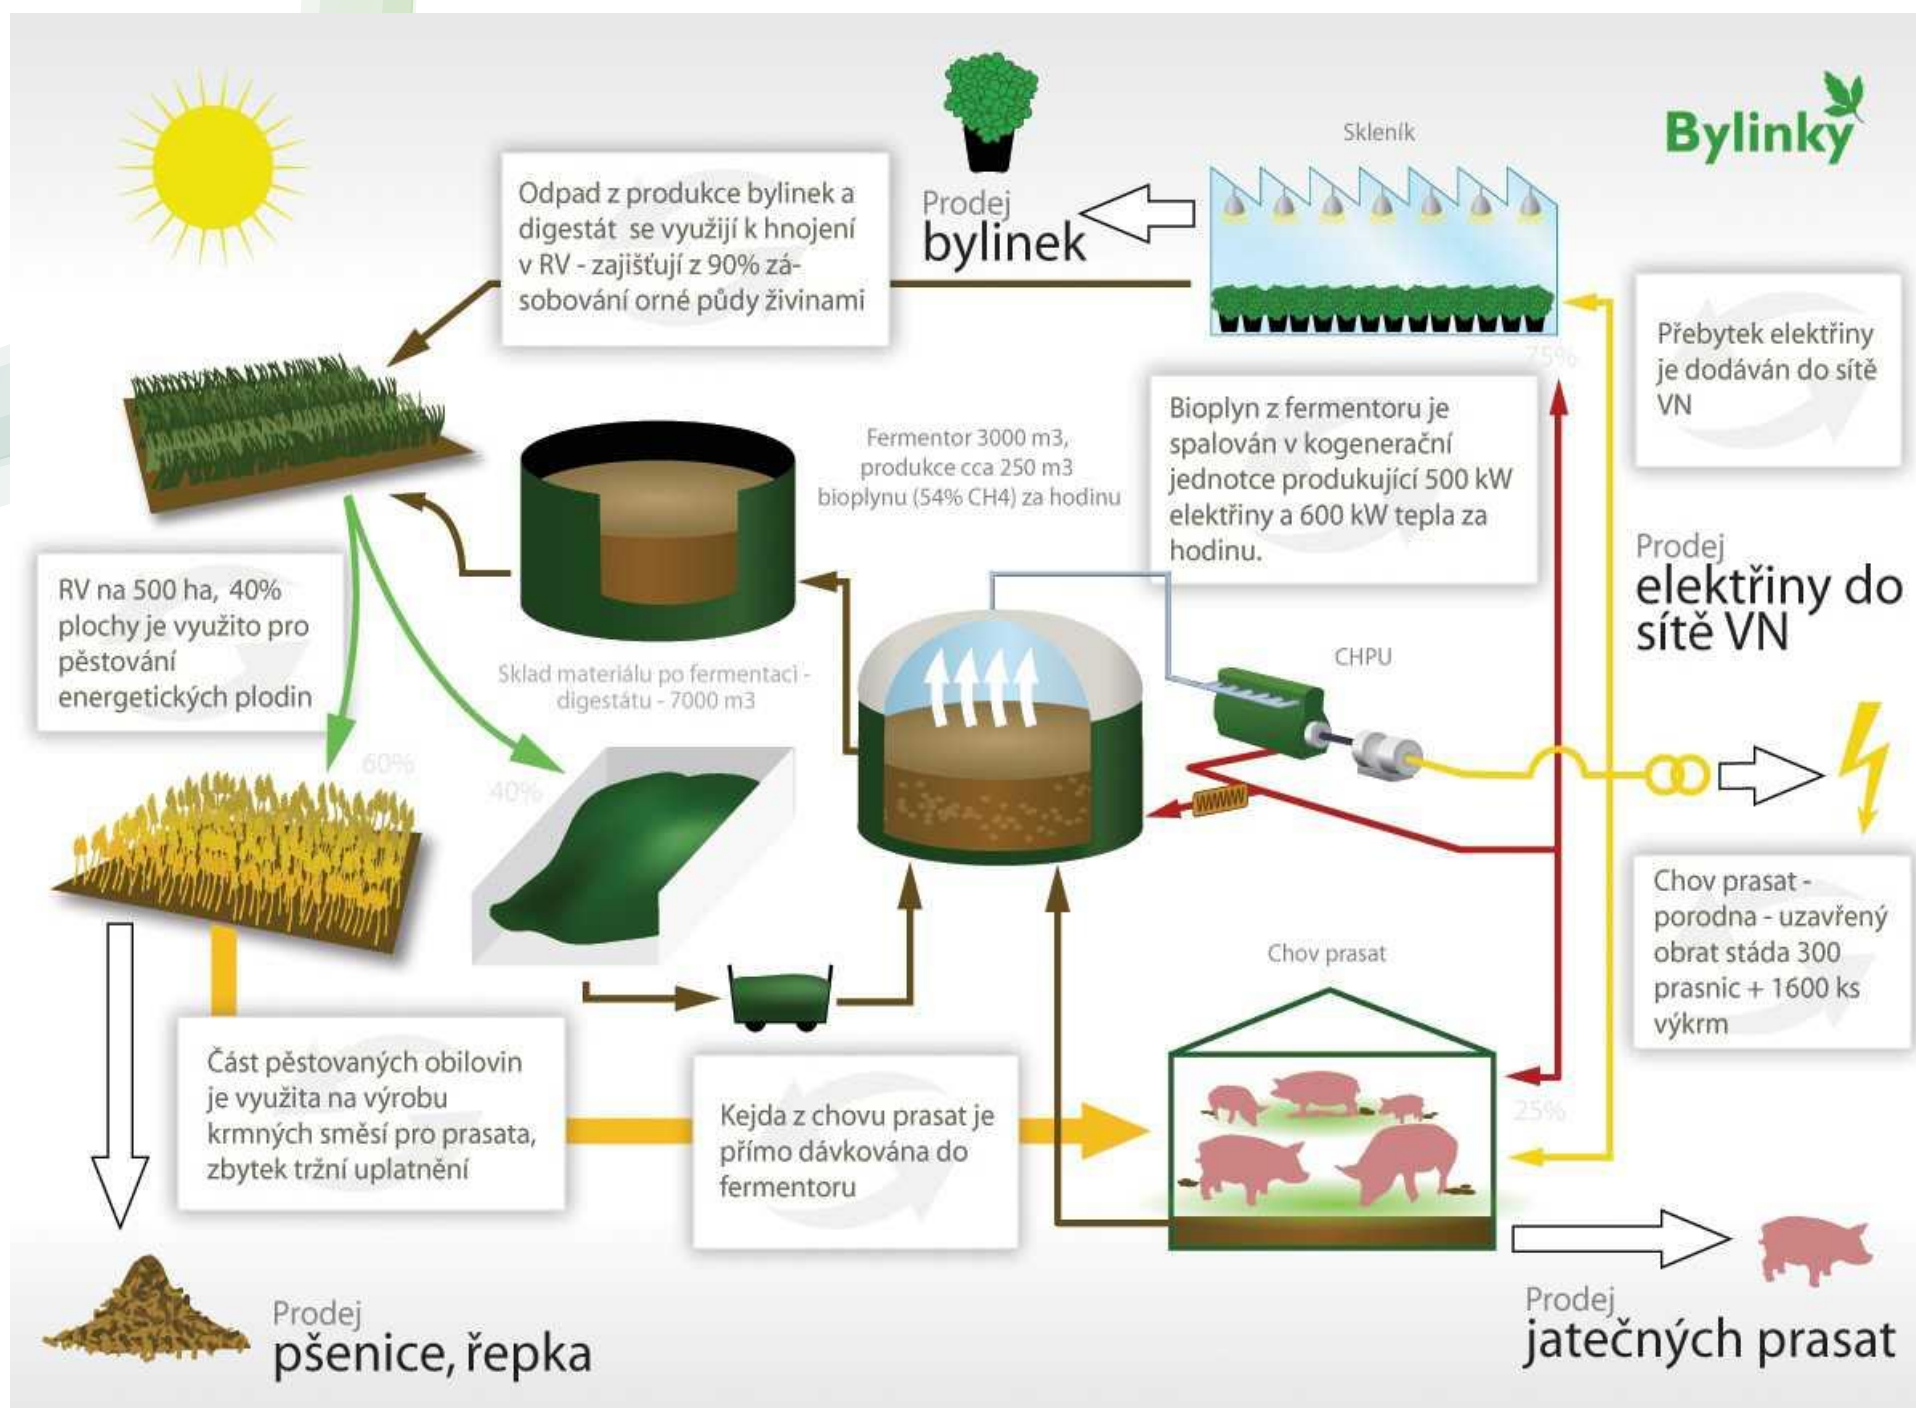 Bylinky
Skleník
Prodej
bylinek
Odpad z produkce bylinek a
digestát se využijí k hnojení
v RV - zajišťují z 90% zá-
sobování orné půdy živinami
Přebytek elektřiny
je dodáván do sítě
VN
75%
Bioplyn z fermentoru je
spalován v kogenerační
jednotce produkující 500 kW
elektřiny a 600 kW tepla za
hodinu.
Fermentor 3000 m3,
produkce cca 250 m3
bioplynu (54% CH4) za hodinu
Prodej
elektřiny do
sítě VN
RV na 500 ha, 40%
plochy je využito pro
pěstování
energetických plodin
Sklad materiálu po fermentaci -
digestátu - 7000 m3
CHPU
60%
40%
Chov prasat -
porodna - uzavřený
obrat stáda 300
prasnic + 1600 ks
výkrm
Chov prasat
Část pěstovaných obilovin
je využita na výrobu
krmných směsí pro prasata,
zbytek tržní uplatnění
Kejda z chovu prasat je
přímo dávkována do
fermentoru
25%
Prodej
pšenice, řepka
Prodej
jatečných prasat